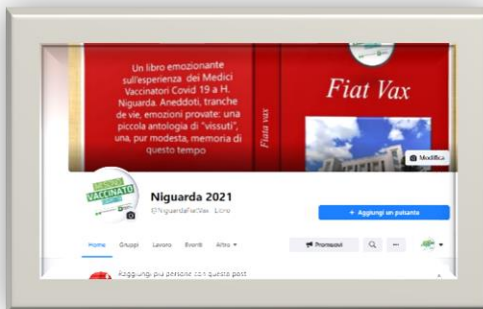 Un libro emozionante
sull'esperienza dei Medici
Vaccinatori Covid 19 a H.
Niguarda. Aneddoti, tranche
de vie, emozioni provate: una
piccola antologia di "vissuti",
una, pur modesta, memoria di
questo tempo
Fiata vax
Fiat Vax
Modifica
VACCINATO
Niguarda 2021
@NiguardaFiatVax · Libro
+ Aggiungi un pulsante
Home Gruppi Lavoro Eventi Altro
Promuovi
Raggiungi più persone con questo post